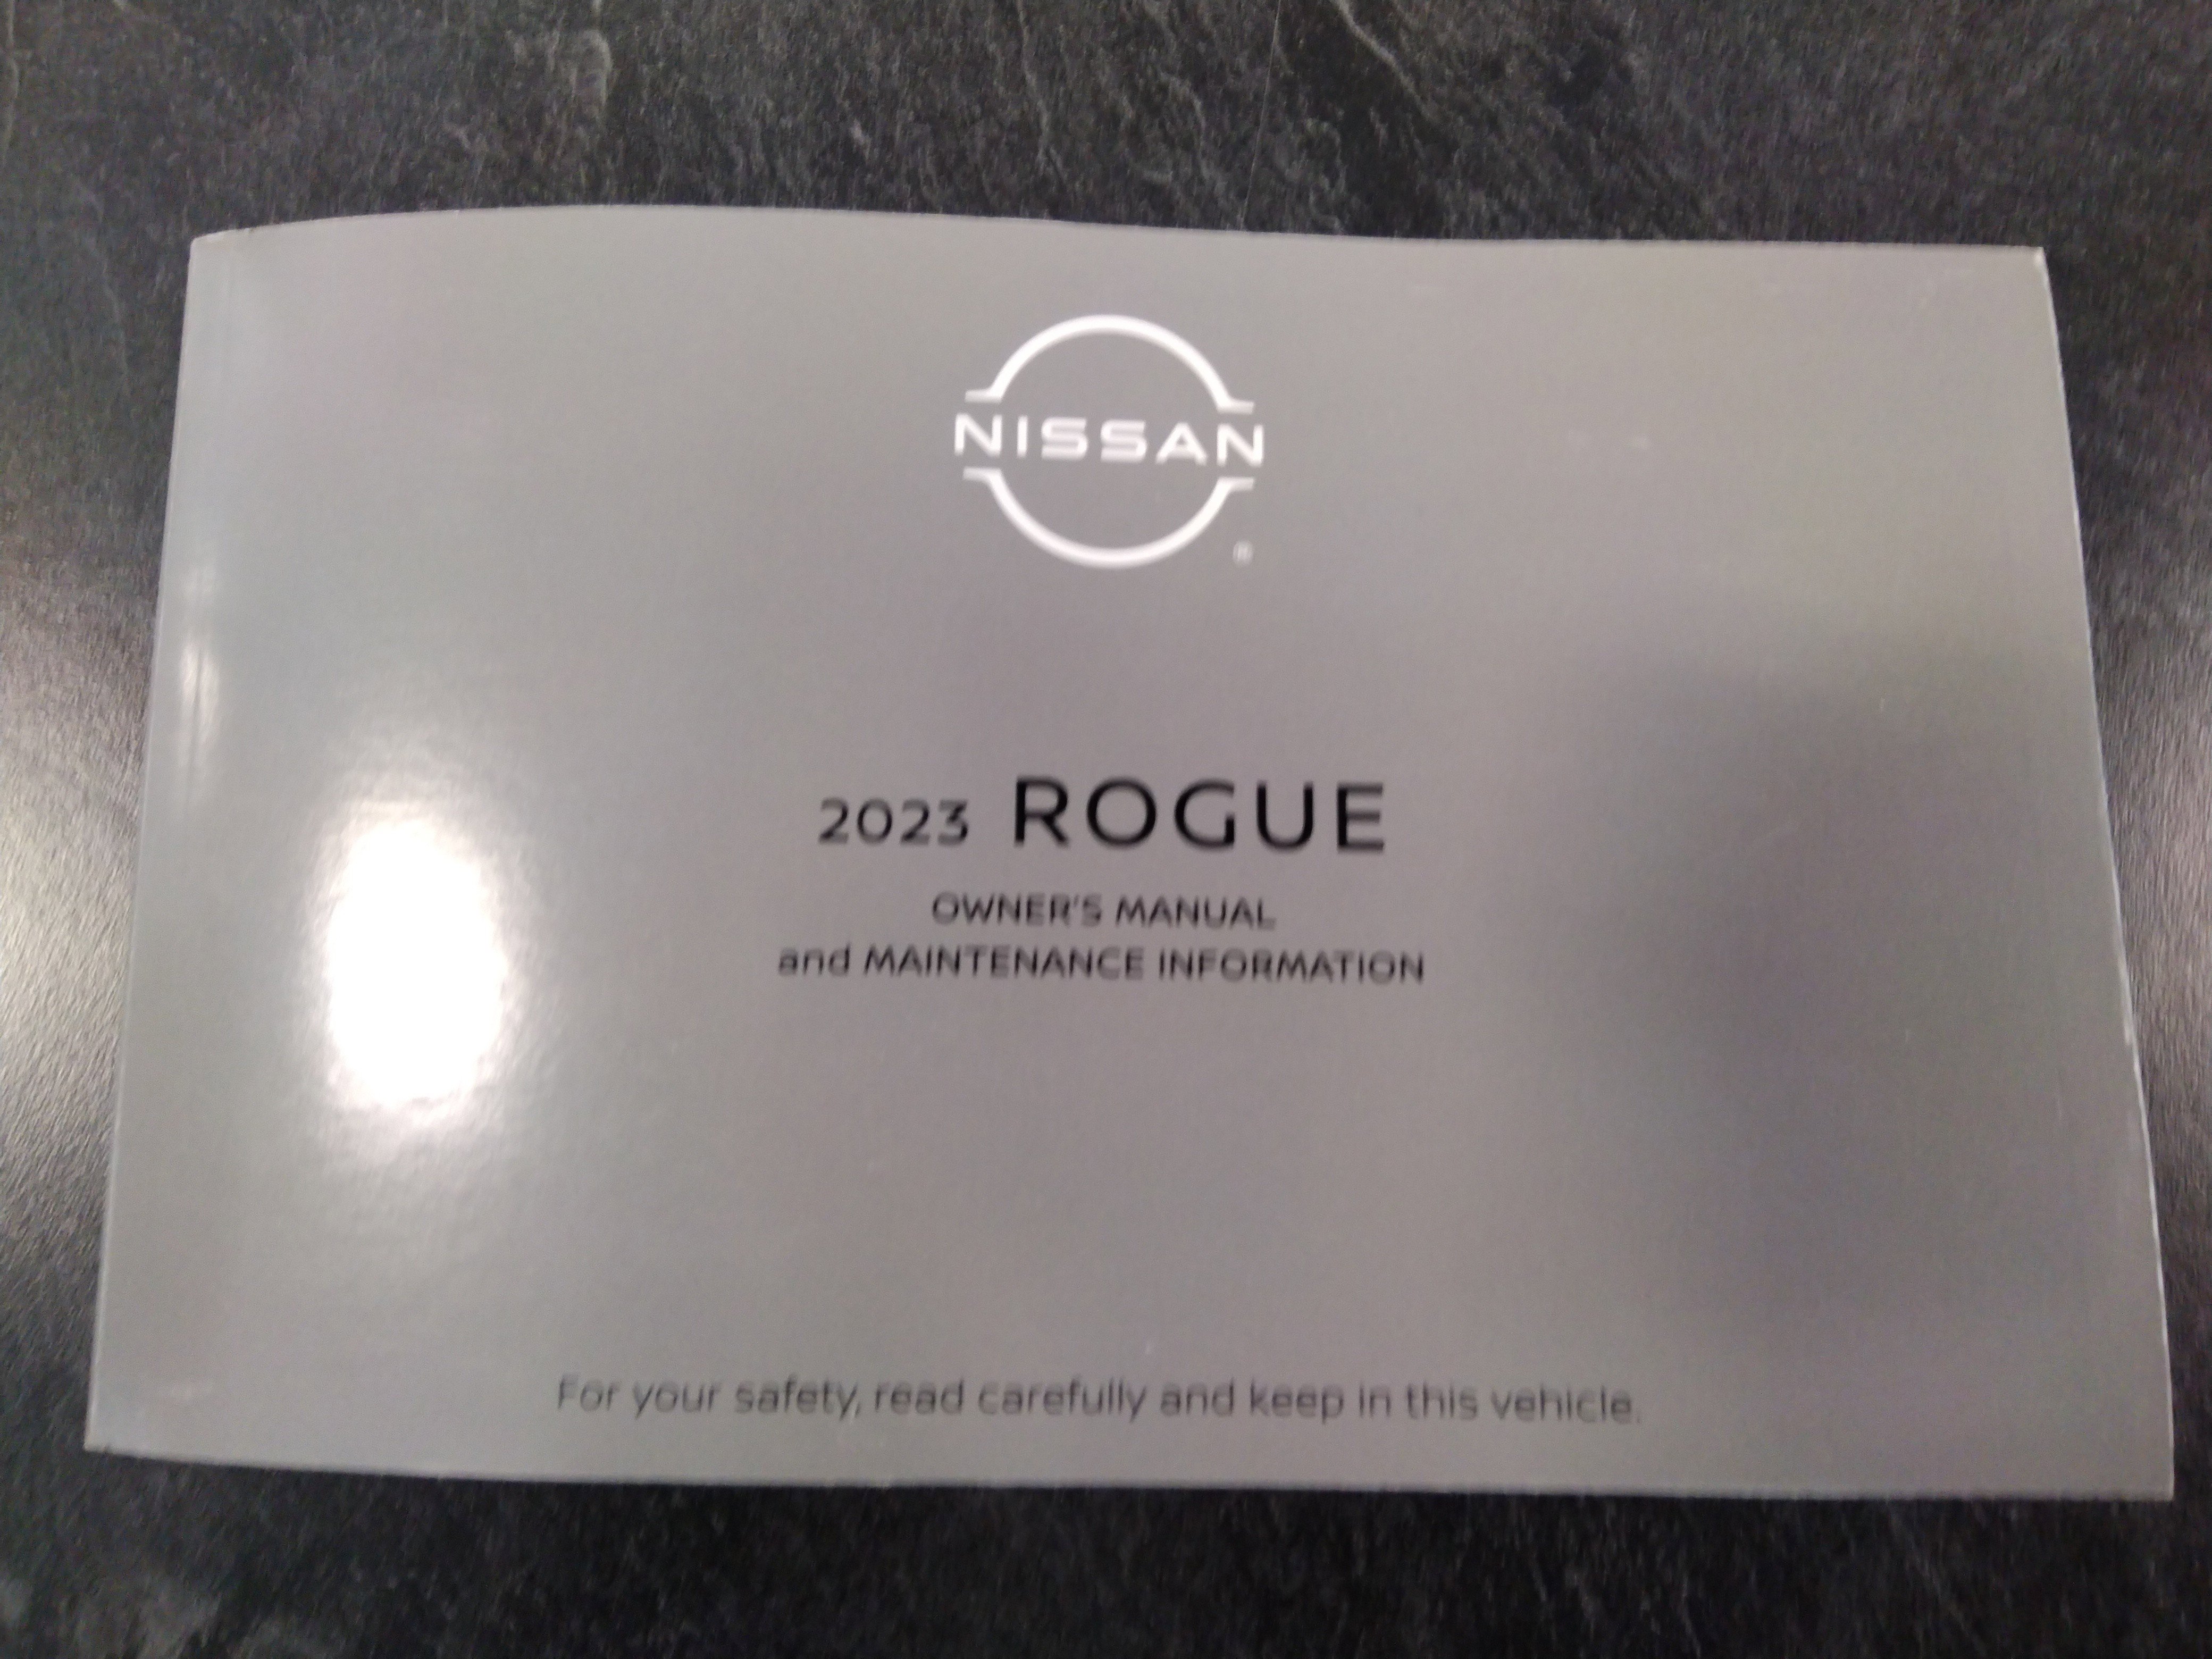 NISSAN
®
2023 ROGUE
OWNER'S MANUAL
and MAINTENANCE INFORMATION
For your safety, read carefully and keep in this vehicle.